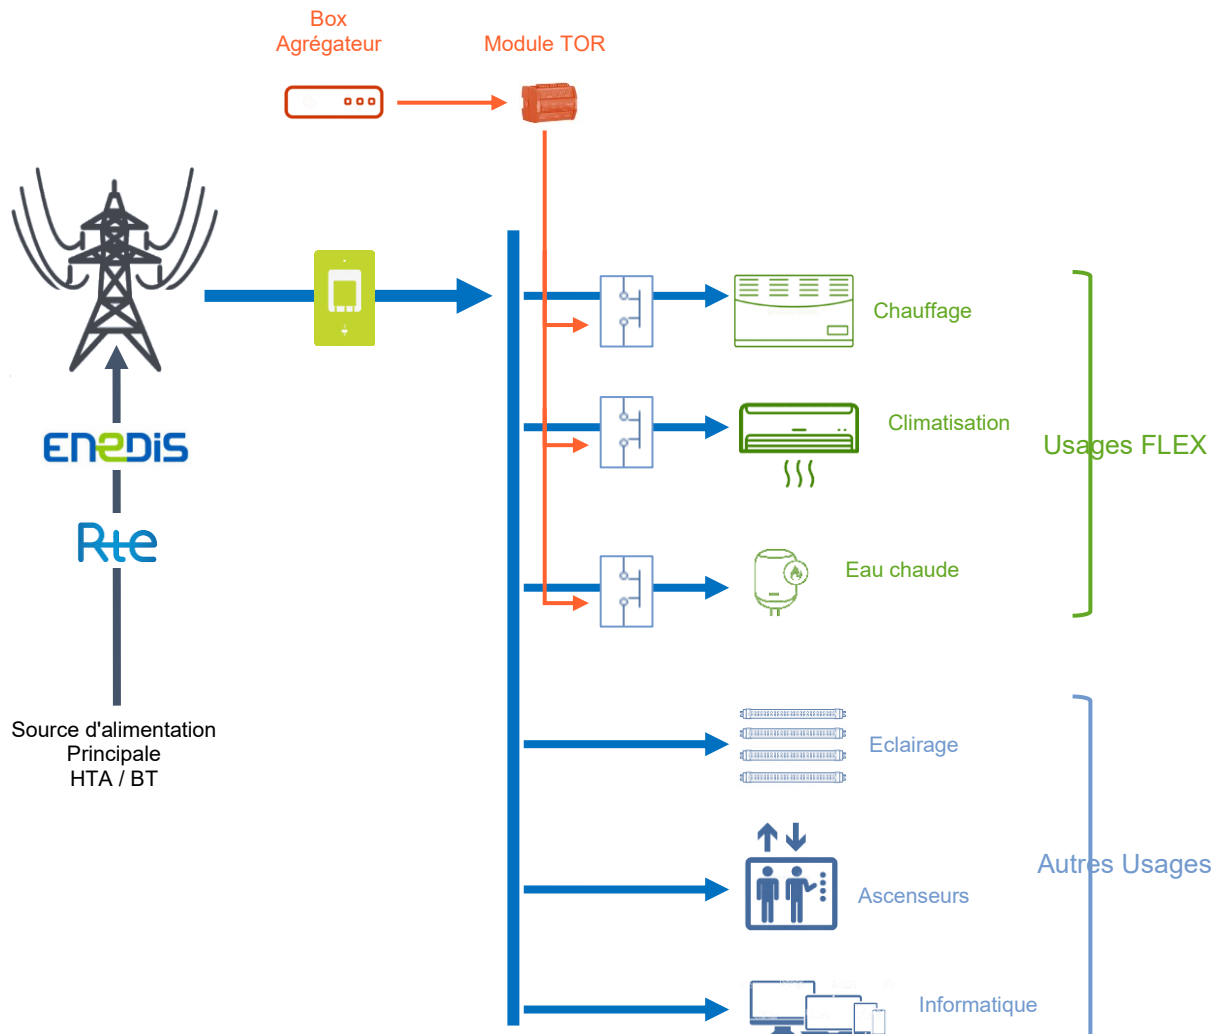 Box
Agrégateur
Module TOR
Chauffage
Climatisation
Usages FLEX
enedis
Rte
Eau chaude
Source d'alimentation
Principale
HTA / BT
Eclairage
Autres Usages
Ascenseurs
Informatique